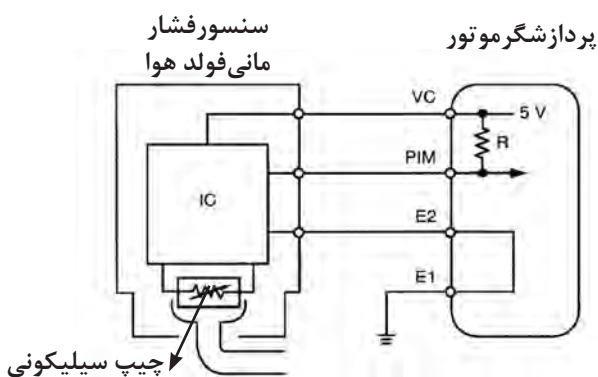 سنسورفشار
مانی‌فولد هوا
پردازشگرموتور
VC
5 V
R
PIM
IC
E2
E1
چیپ سیلیکونی